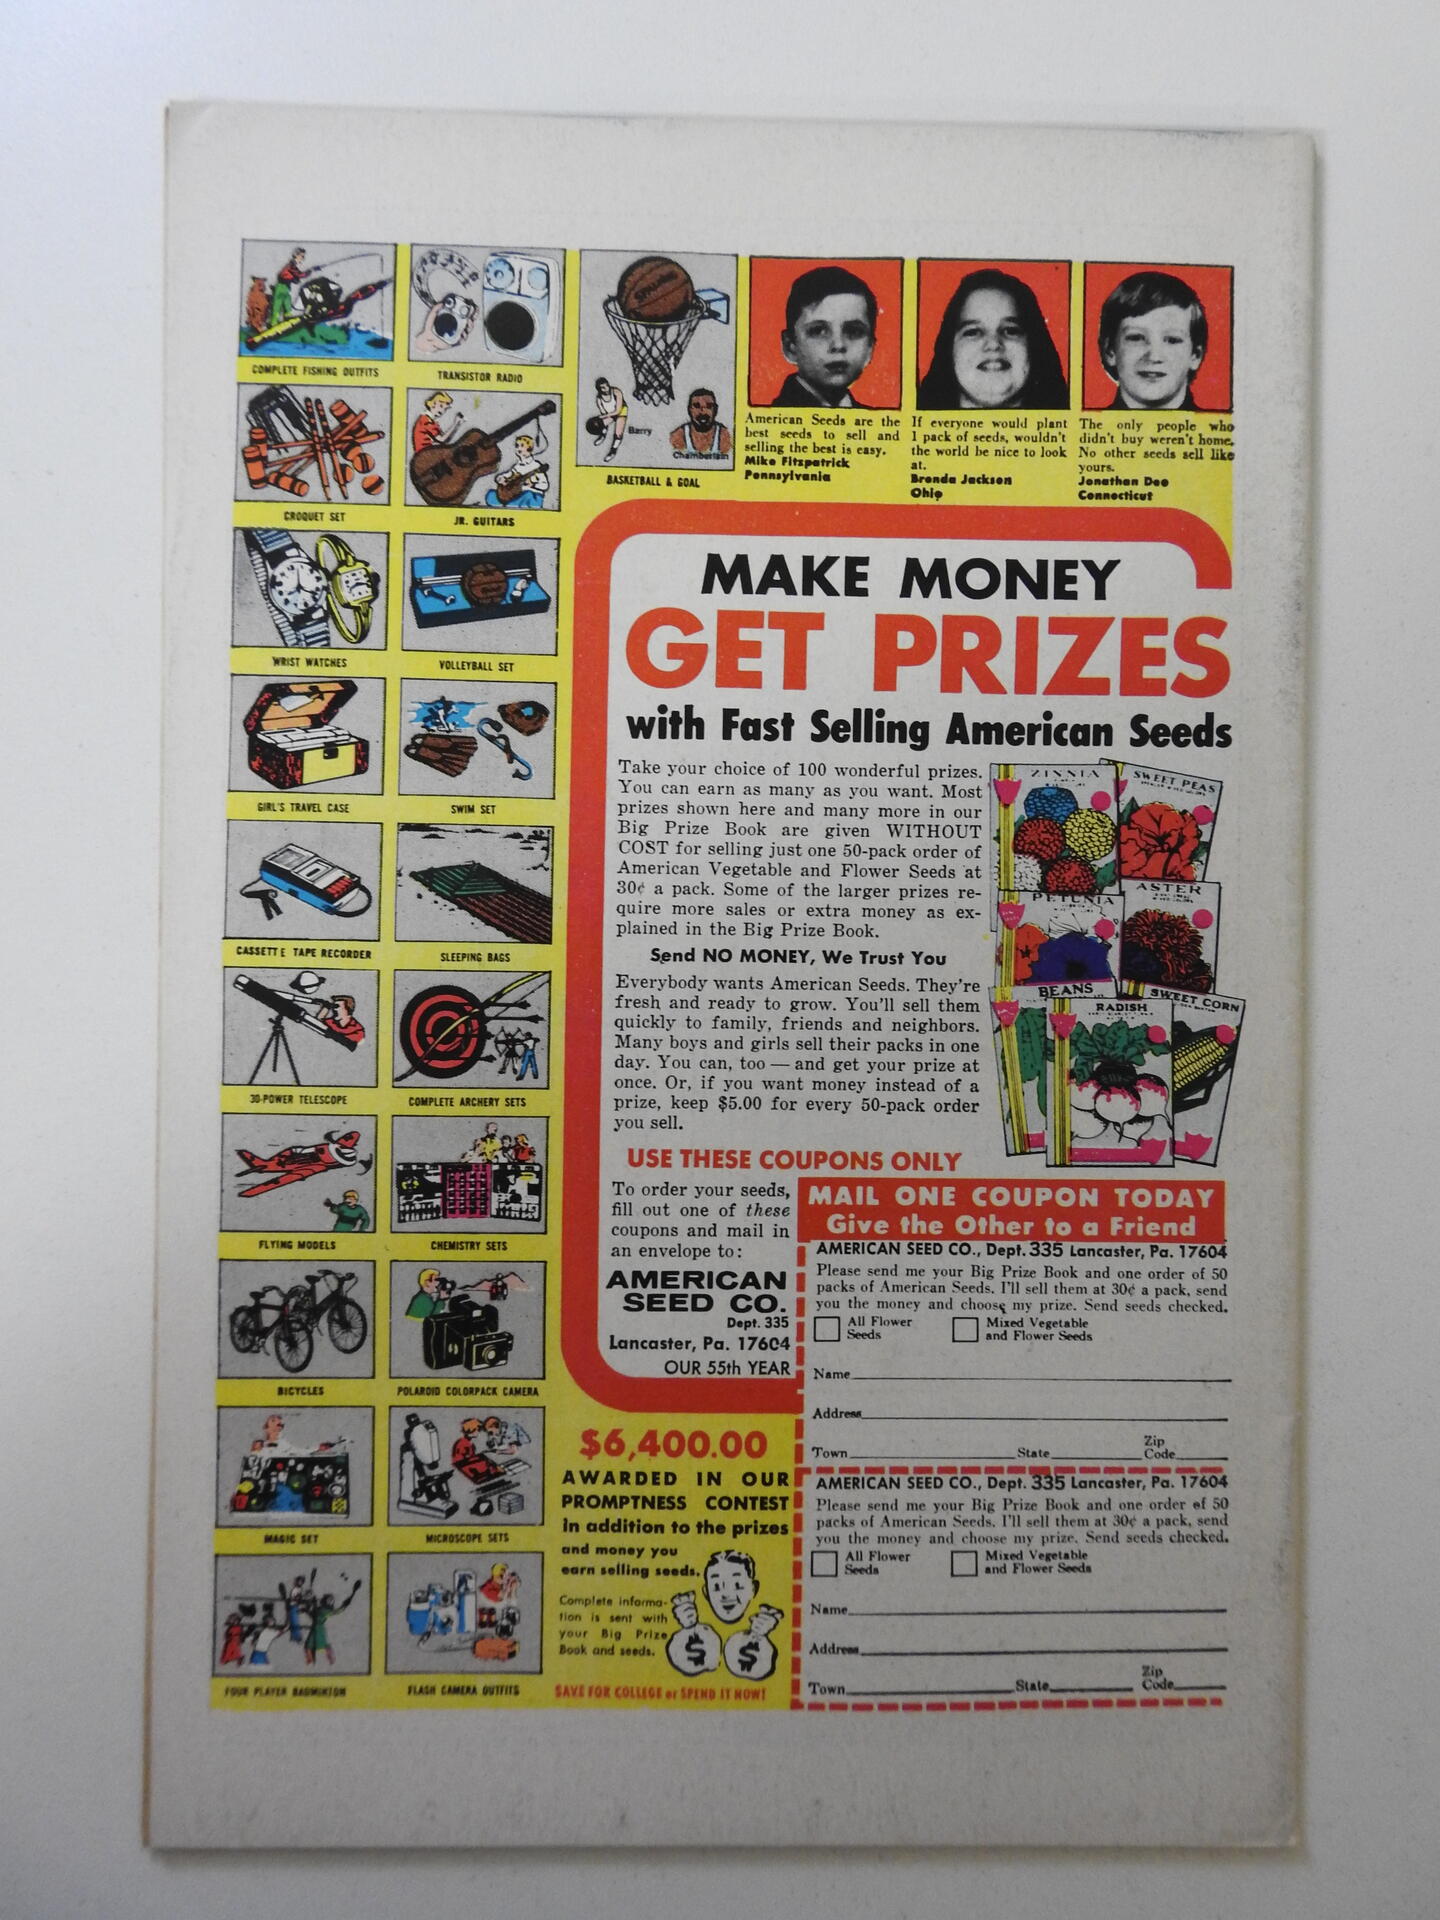 COMPLETE FISHING OUTFITS
TRANSISTOR RADIO
CROQUET SET
JR. GUITARS
WRIST WATCHES
VOLLEYBALL SET
GIRL'S TRAVEL CASE
SWIM SET
CASSETTE TAPE RECORDER
SLEEPING BAGS
30-POWER TELESCOPE
COMPLETE ARCHERY SETS
FLYING MODELS
CHEMISTRY SETS
BICYCLES
POLAROID COLORPACK CAMERA
MAGIC SET
MICROSCOPE SETS
FOUR PLAYER BADMINTON
FLASH CAMERA OUTFITS
SPALDING
Barry
Chamberlain
BASKETBALL & GOAL
American Seeds are the
best seeds to sell and
selling the best is easy.
Mike Fitzpatrick
Pennsylvania
If everyone would plant
1 pack of seeds, wouldn't
the world be nice to look
at.
Brenda Jackson
Ohio
The only people who
didn't buy weren't home.
No other seeds sell like
yours.
Jonathan Dee
Connecticut
MAKE MONEY
GET PRIZES
with Fast Selling American Seeds
Take your choice of 100 wonderful prizes.
You can earn as many as you want. Most
prizes shown here and many more in our
Big Prize Book are given WITHOUT
COST for selling just one 50-pack order of
American Vegetable and Flower Seeds at
30¢ a pack. Some of the larger prizes re-
quire more sales or extra money as ex-
plained in the Big Prize Book.
Send NO MONEY, We Trust You
Everybody wants American Seeds. They're
fresh and ready to grow. You'll sell them
quickly to family, friends and neighbors.
Many boys and girls sell their packs in one
day. You can, too — and get your prize at
once. Or, if you want money instead of a
prize, keep $5.00 for every 50-pack order
you sell.
ZINNIA
SWEET PEAS
PETUNIA
ASTER
BEANS
RADISH
SWEET CORN
USE THESE COUPONS ONLY
To order your seeds,
fill out one of these
coupons and mail in
an envelope to:
AMERICAN
SEED CO.
Dept. 335
Lancaster, Pa. 17604
OUR 55th YEAR
$6,400.00
AWARDED IN OUR
PROMPTNESS CONTEST
in addition to the prizes
and money you
earn selling seeds.
Complete informa-
tion is sent with
your Big Prize
Book and seeds.
$ $
SAVE FOR COLLEGE or SPEND IT NOW!
MAIL ONE COUPON TODAY
Give the Other to a Friend
AMERICAN SEED CO., Dept. 335 Lancaster, Pa. 17604
Please send me your Big Prize Book and one order of 50
packs of American Seeds. I'll sell them at 30¢ a pack, send
you the money and choose my prize. Send seeds checked.
All Flower Seeds
Mixed Vegetable and Flower Seeds
Name
Address
Town State Zip Code
AMERICAN SEED CO., Dept. 335 Lancaster, Pa. 17604
Please send me your Big Prize Book and one order of 50
packs of American Seeds. I'll sell them at 30¢ a pack, send
you the money and choose my prize. Send seeds checked.
All Flower Seeds
Mixed Vegetable and Flower Seeds
Name
Address
Town State Zip Code